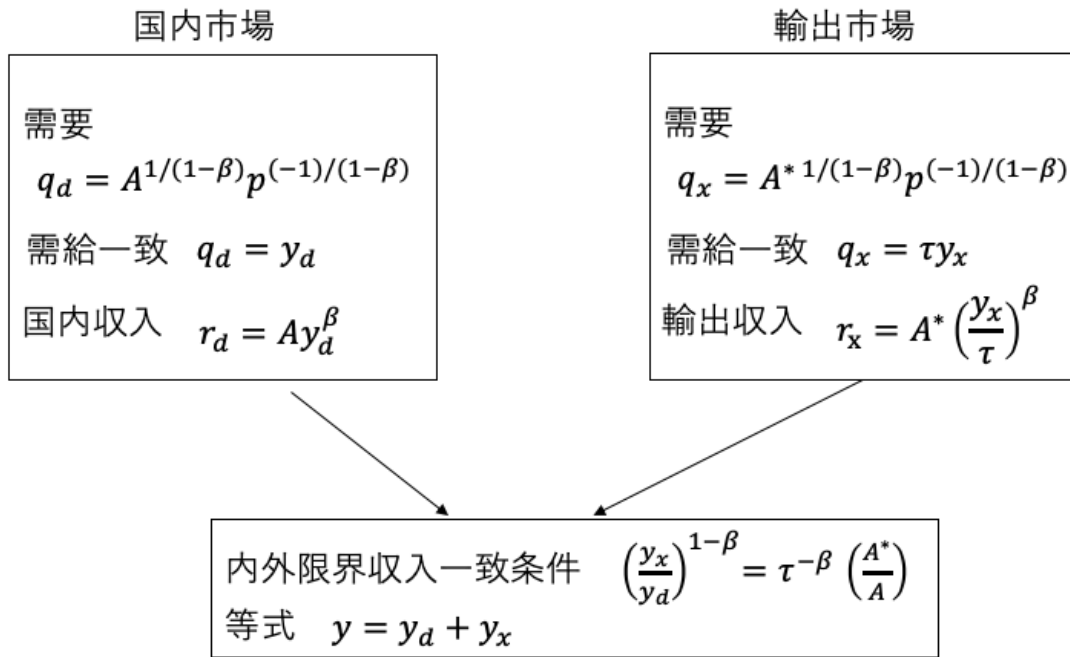 国内市場
需要
q_d = A^{1/(1−β)} p^{(−1)/(1−β)}
需給一致 q_d = y_d
国内収入 r_d = Ay_d^β
輸出市場
需要
q_x = A^{* 1/(1−β)} p^{(−1)/(1−β)}
需給一致 q_x = τy_x
輸出収入 r_x = A^* (y_x/τ)^β
内外限界収入一致条件 (y_x/y_d)^{1−β} = τ^{−β} (A^*/A)
等式 y = y_d + y_x